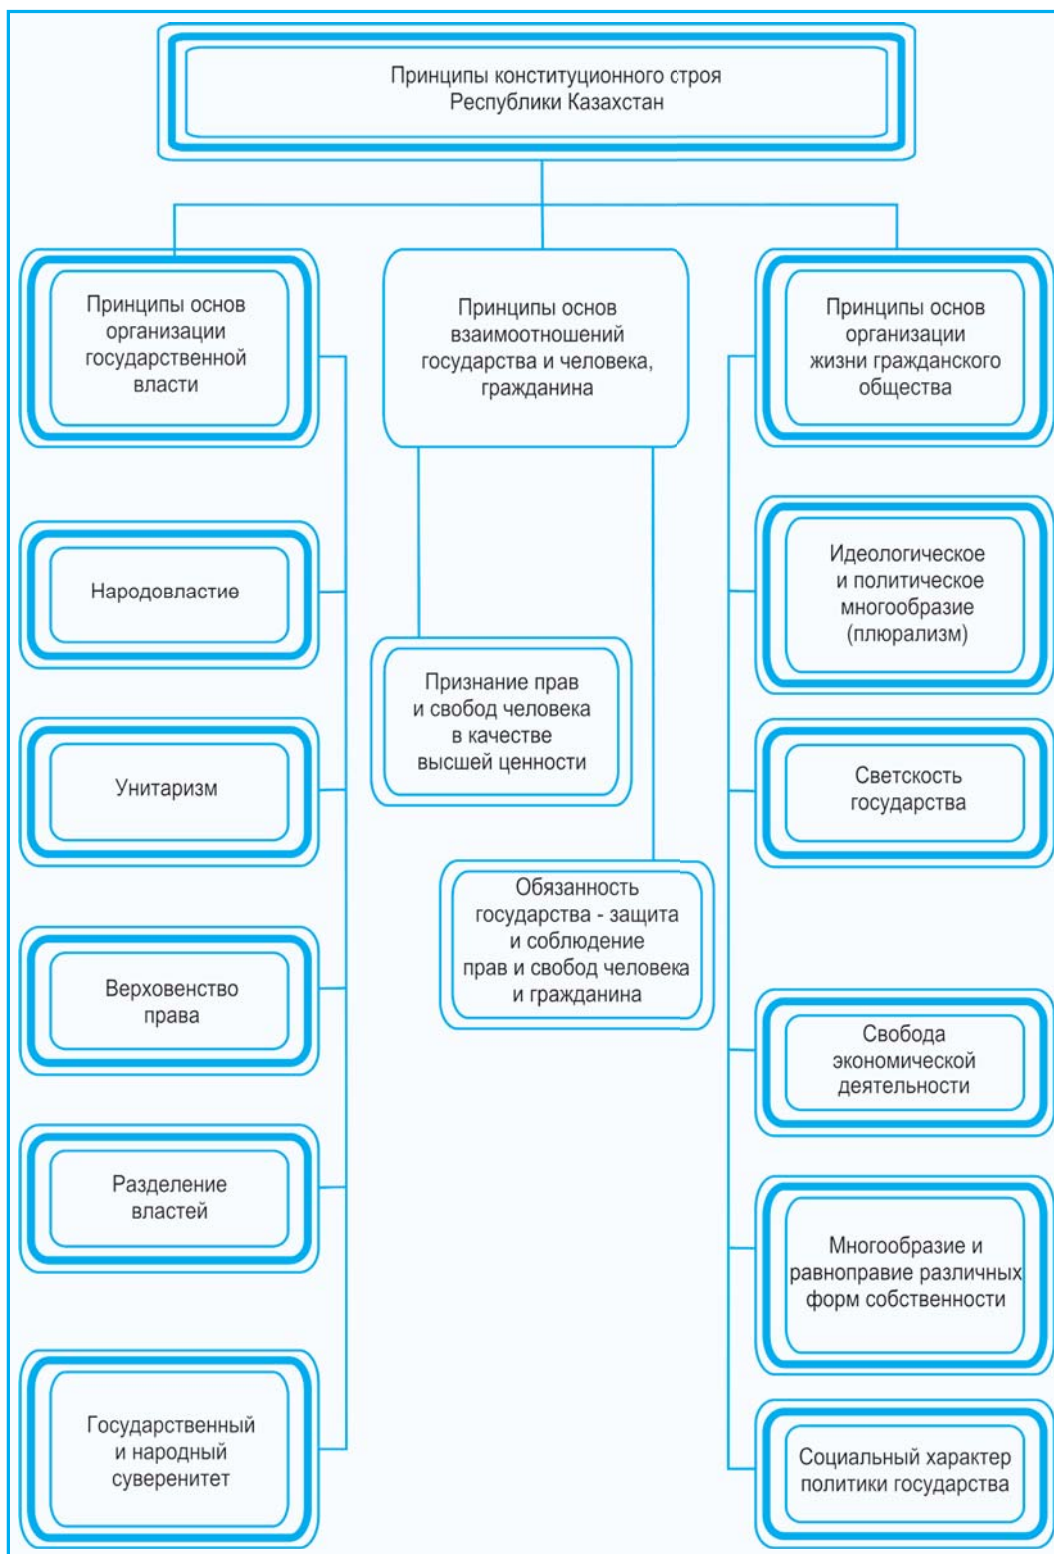 Принципы конституционного строя
Республики Казахстан
Принципы основ
организации
государственной
власти
Принципы основ
взаимоотношений
государства и человека,
гражданина
Принципы основ
организации
жизни гражданского
общества
Народовластие
Унитаризм
Верховенство
права
Разделение
властей
Государственный
и народный
суверенитет
Признание прав
и свобод человека
в качестве
высшей ценности
Обязанность
государства - защита
и соблюдение
прав и свобод человека
и гражданина
Идеологическое
и политическое
многообразие
(плюрализм)
Светскость
государства
Свобода
экономической
деятельности
Многообразие и
равноправие различных
форм собственности
Социальный характер
политики государства